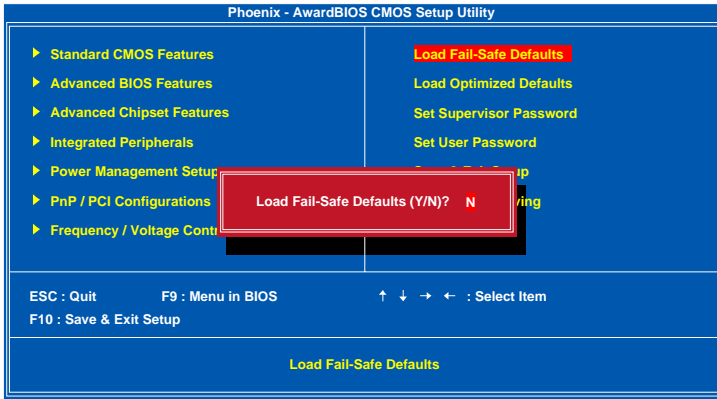 Phoenix - AwardBIOS CMOS Setup Utility
Standard CMOS Features
Advanced BIOS Features
Advanced Chipset Features
Integrated Peripherals
Power Management Setup
PnP / PCI Configurations
Frequency / Voltage
Load Fail-Safe Defaults
Load Optimized Defaults
Set Supervisor Password
Set User Password
Load Fail-Safe Defaults (Y/N)? N
ESC : Quit F9 : Menu in BIOS ↑ ↓ → ← : Select Item
F10 : Save & Exit Setup
Load Fail-Safe Defaults